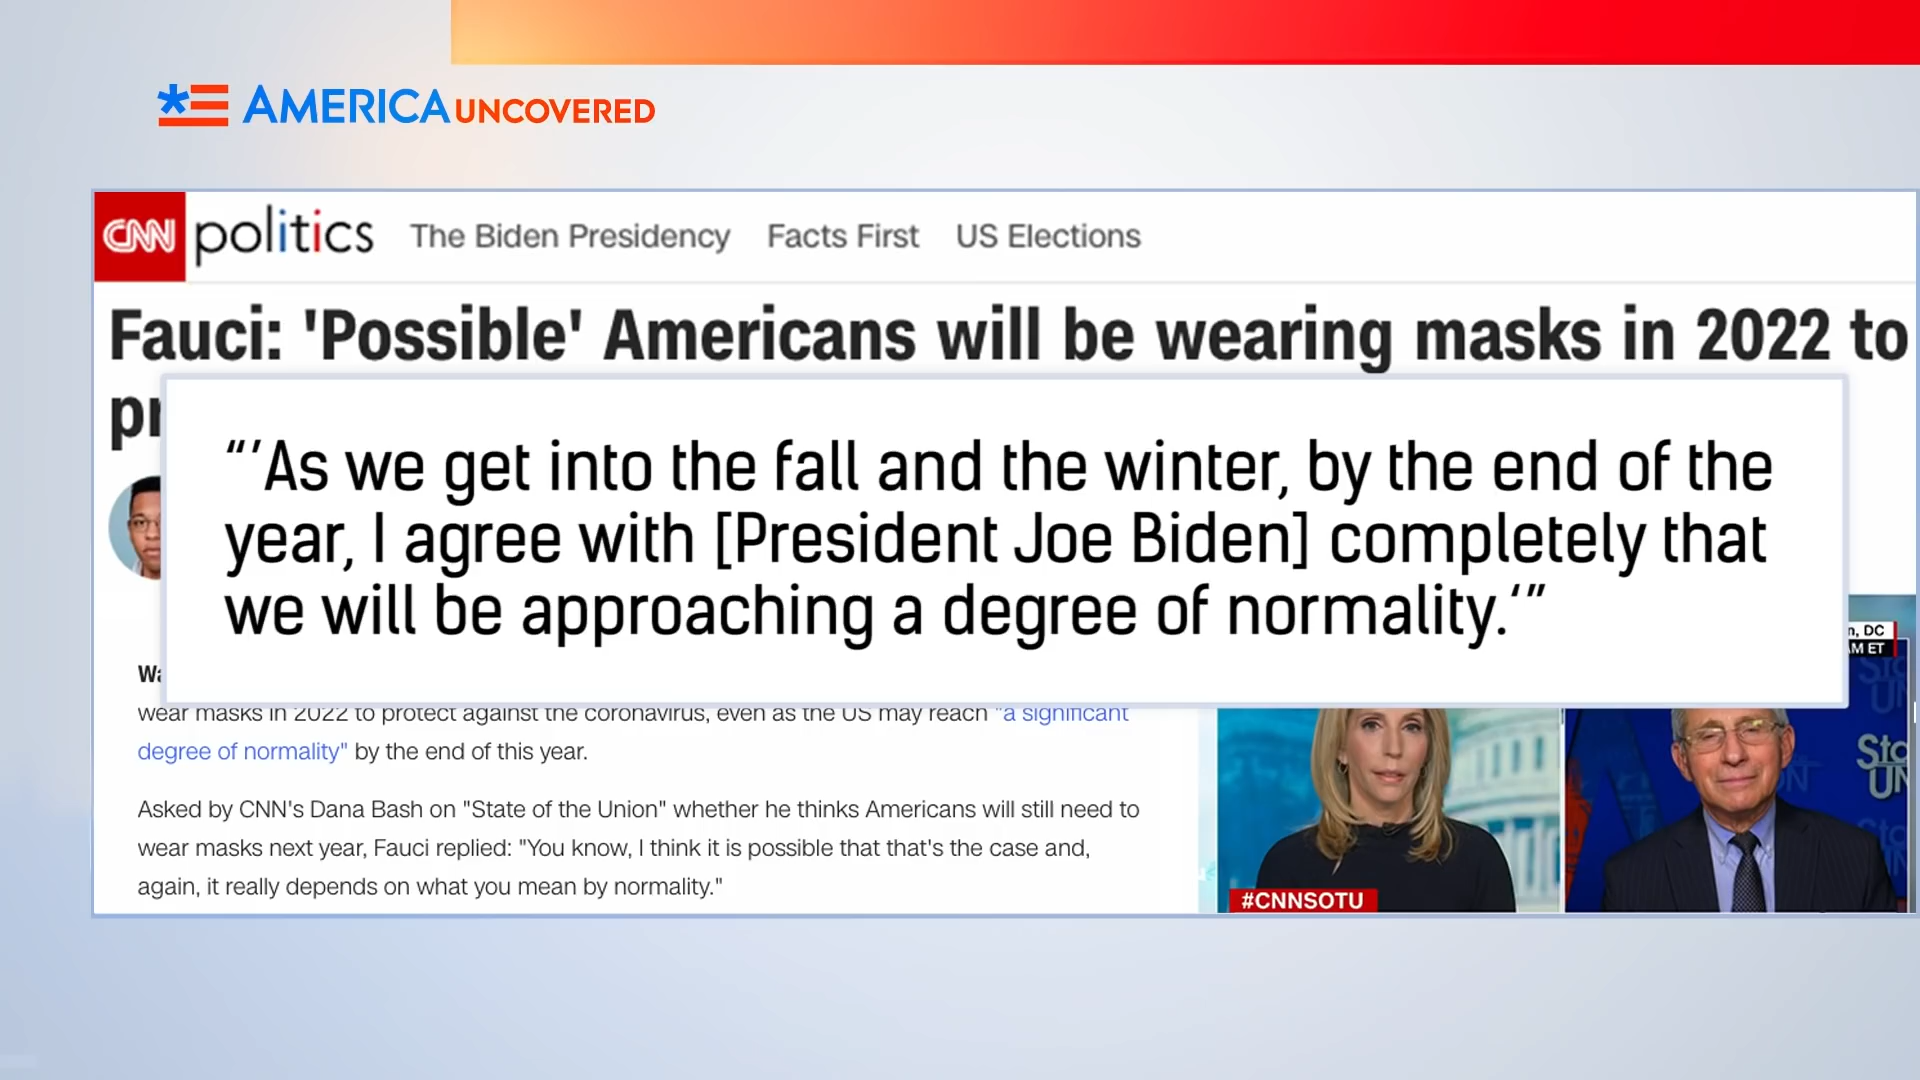 AMERICA UNCOVERED
CNN politics The Biden Presidency Facts First US Elections
Fauci: 'Possible' Americans will be wearing masks in 2022 to
“’As we get into the fall and the winter, by the end of the
year, I agree with [President Joe Biden] completely that
we will be approaching a degree of normality.‘”
wear masks in 2022 to protect against the coronavirus, even as the US may reach "a significant
degree of normality" by the end of this year.
Asked by CNN's Dana Bash on "State of the Union" whether he thinks Americans will still need to
wear masks next year, Fauci replied: "You know, I think it is possible that that's the case and,
again, it really depends on what you mean by normality."
DC
ET
#CNNSOTU